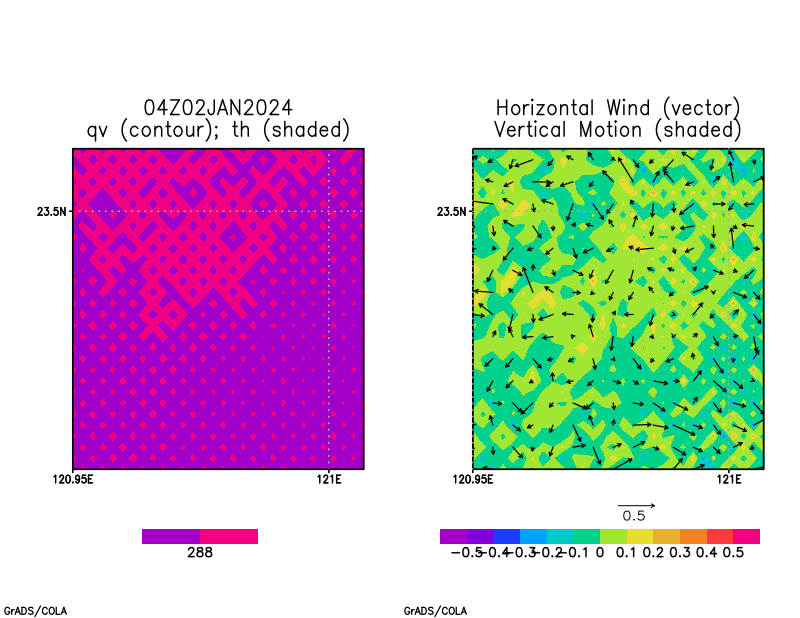 04Z02JAN2024
qv (contour); th (shaded)
23.5N
120.95E
121E
288
GrADS/COLA
Horizontal Wind (vector)
Vertical Motion (shaded)
23.5N
120.95E
121E
0.5
-0.5 -0.4 -0.3 -0.2 -0.1 0 0.1 0.2 0.3 0.4 0.5
GrADS/COLA